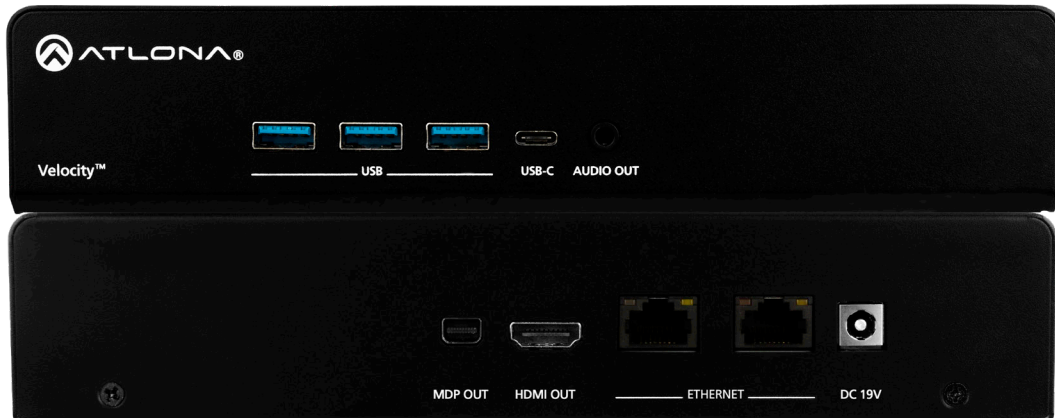 ATLONA®
Velocity™
USB
USB-C
AUDIO OUT
MDP OUT
HDMI OUT
ETHERNET
DC 19V